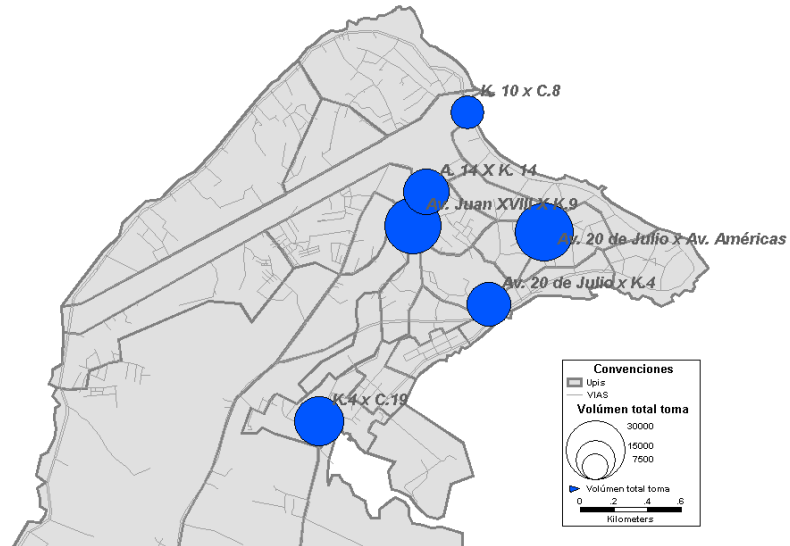 K. 10 x C.8
A. 14 X K. 14
Av. Juan XVIII X K.9
Av. 20 de Julio x Av. Américas
Av. 20 de Julio x K.4
K.4 x C.19
Convenciones
Upis
VIAS
Volúmen total toma
30000
15000
7500
Volúmen total toma
0 .2 .4 .6
Kilometers